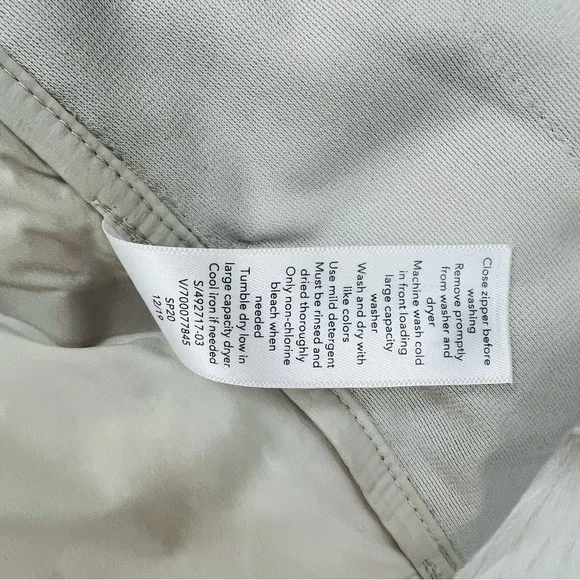 Close zipper before
washing
Remove promptly
from washer and
dryer
Machine wash cold
in front loading
large capacity
washer
Wash and dry with
like colors
Use mild detergent
Must be rinsed and
dried thoroughly
Only non-chlorine
bleach when
needed
Tumble dry low in
large capacity dryer
Cool iron if needed
S/492717-03
V/700077845
SP20
12/19